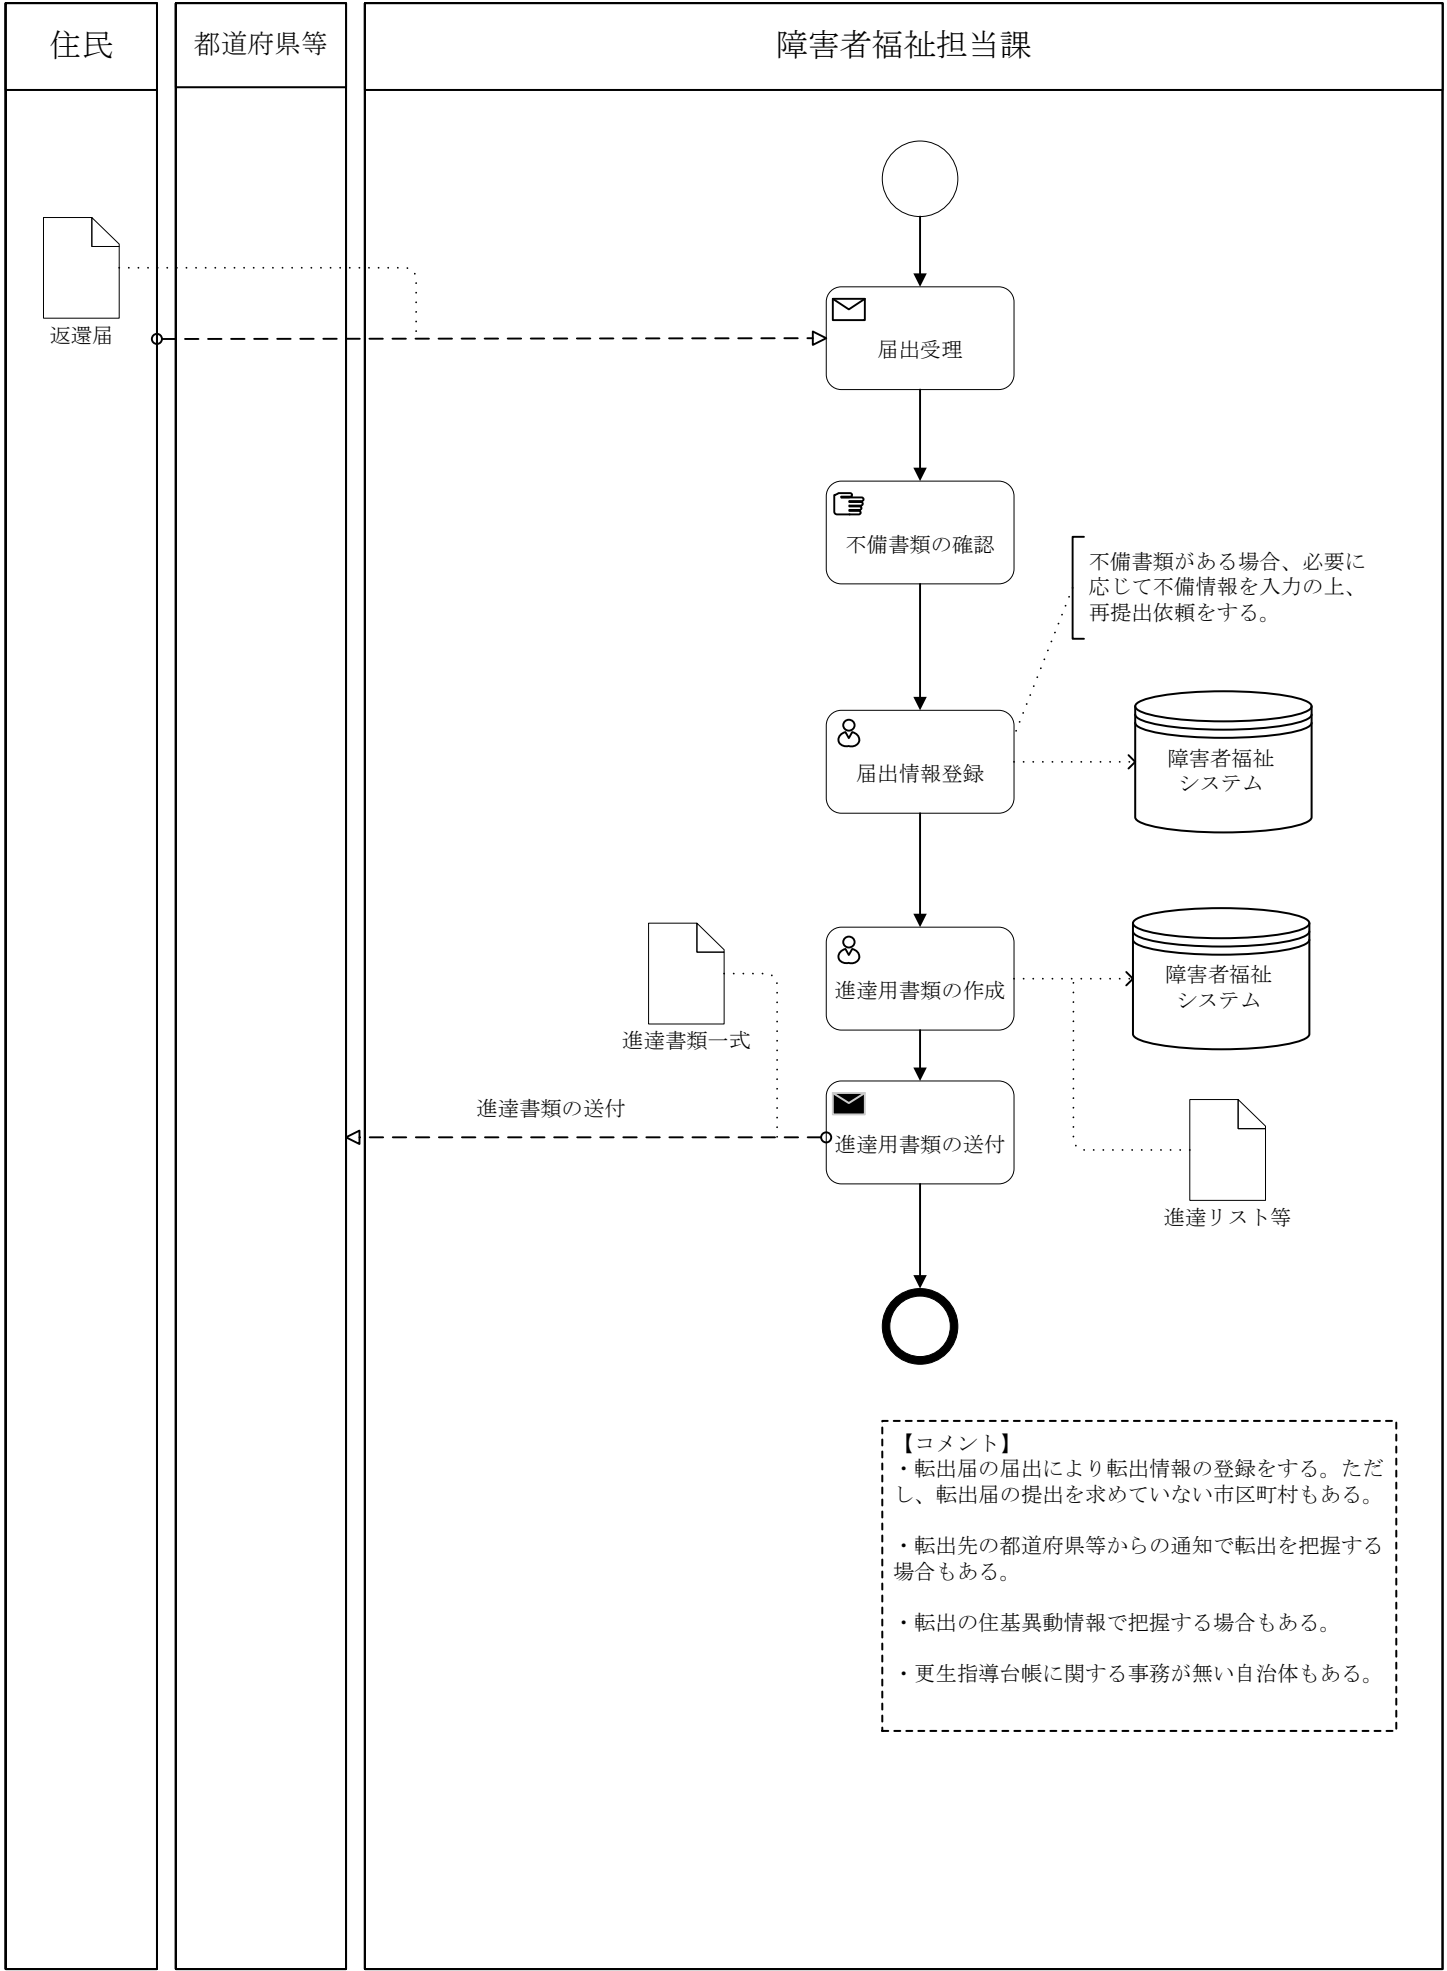 住民
都道府県等
障害者福祉担当課
返還届
届出受理
不備書類の確認
不備書類がある場合、必要に
応じて不備情報を入力の上、
再提出依頼をする。
届出情報登録
障害者福祉
システム
進達用書類の作成
障害者福祉
システム
進達書類一式
進達書類の送付
進達用書類の送付
進達リスト等
【コメント】
・転出届の届出により転出情報の登録をする。ただ
し、転出届の提出を求めていない市区町村もある。
・転出先の都道府県等からの通知で転出を把握する
場合もある。
・転出の住基異動情報で把握する場合もある。
・更生指導台帳に関する事務が無い自治体もある。